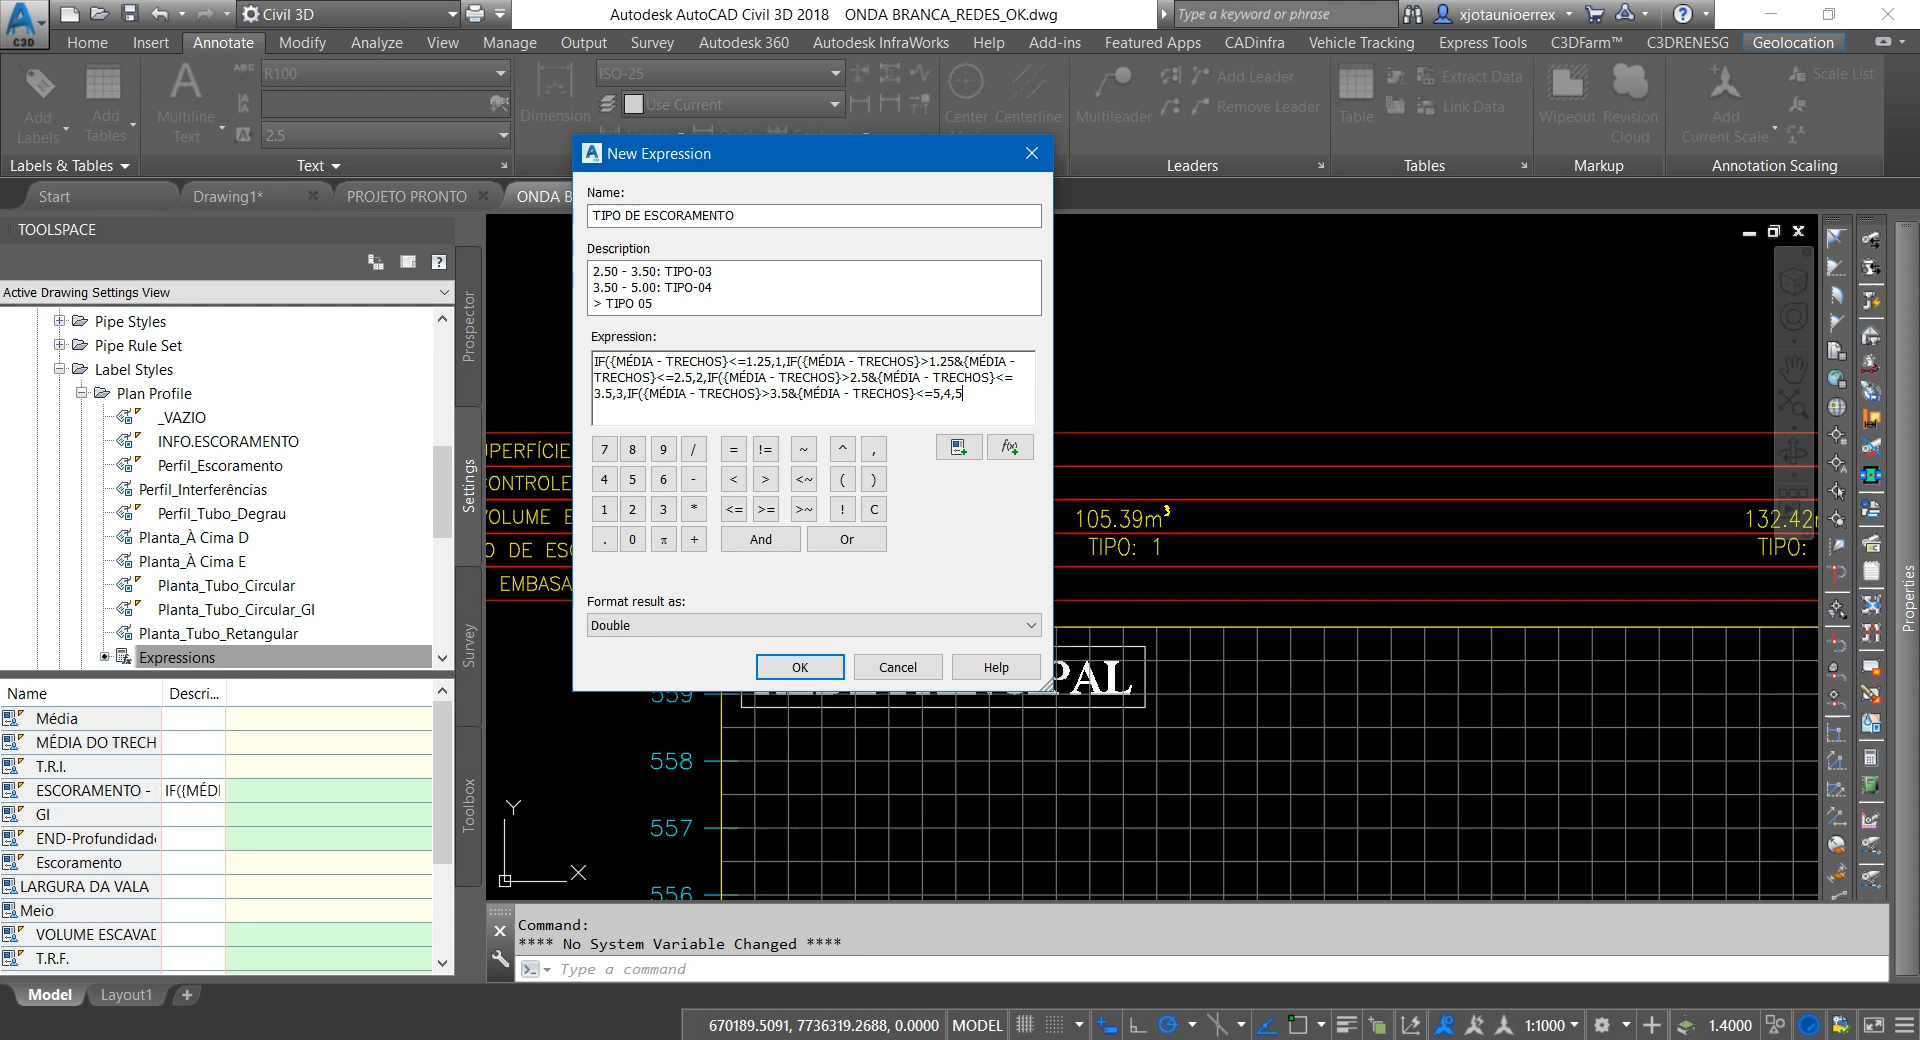 Civil 3D
Autodesk AutoCAD Civil 3D 2018 ONDA BRANCA_REDES_OK.dwg
Type a keyword or phrase
xjotaunioerrex
C3D
Home Insert Annotate Modify Analyze View Manage Output Survey Autodesk 360 Autodesk InfraWorks Help Add-ins Featured Apps CADinfra Vehicle Tracking Express Tools C3DFarm™ C3DRENESG Geolocation
Add Labels
Add Tables
Multiline Text
ABC
R100
2.5
Dimension
ISO-25
Use Current
Center
Centerline
Multileader
Add Leader
Remove Leader
Table
Extract Data
Link Data
Wipeout
Revision Cloud
Add Current Scale
Scale List
Labels & Tables
Text
Leaders
Tables
Markup
Annotation Scaling
Start
Drawing1*
PROJETO PRONTO
ONDA B
TOOLSPACE
Active Drawing Settings View
Pipe Styles
Pipe Rule Set
Label Styles
Plan Profile
_VAZIO
INFO.ESCORAMENTO
Perfil_Escoramento
Perfil_Interferências
Perfil_Tubo_Degrau
Planta_À Cima D
Planta_À Cima E
Planta_Tubo_Circular
Planta_Tubo_Circular_GI
Planta_Tubo_Retangular
Expressions
Prospector
Settings
Survey
Toolbox
Name Descri...
Média
MÉDIA DO TRECH
T.R.I.
ESCORAMENTO - IF({MÉDI
GI
END-Profundidad
Escoramento
LARGURA DA VALA
Meio
VOLUME ESCAVAD
T.R.F.
New Expression
Name:
TIPO DE ESCORAMENTO
Description
2.50 - 3.50: TIPO-03
3.50 - 5.00: TIPO-04
> TIPO 05
Expression:
IF({MÉDIA - TRECHOS}<=1.25,1,IF({MÉDIA - TRECHOS}>1.25&{MÉDIA -
TRECHOS}<=2.5,2,IF({MÉDIA - TRECHOS}>2.5&{MÉDIA - TRECHOS}<=
3.5,3,IF({MÉDIA - TRECHOS}>3.5&{MÉDIA - TRECHOS}<=5,4,5
7 8 9 / = != ~ ^ ,
4 5 6 - < > <~ ( )
1 2 3 * <= >= >~ ! C
. 0 π + And Or
Format result as:
Double
OK Cancel Help
UPERFÍCIE
ONTROLE
OLUME E
O DE ESC
EMBASA
105.39m³
TIPO: 1
132.42
TIPO:
PAL
559
558
557
556
Y
X
Properties
Command:
**** No System Variable Changed ****
Type a command
Model Layout1 +
670189.5091, 7736319.2688, 0.0000 MODEL 1:1000 1.4000